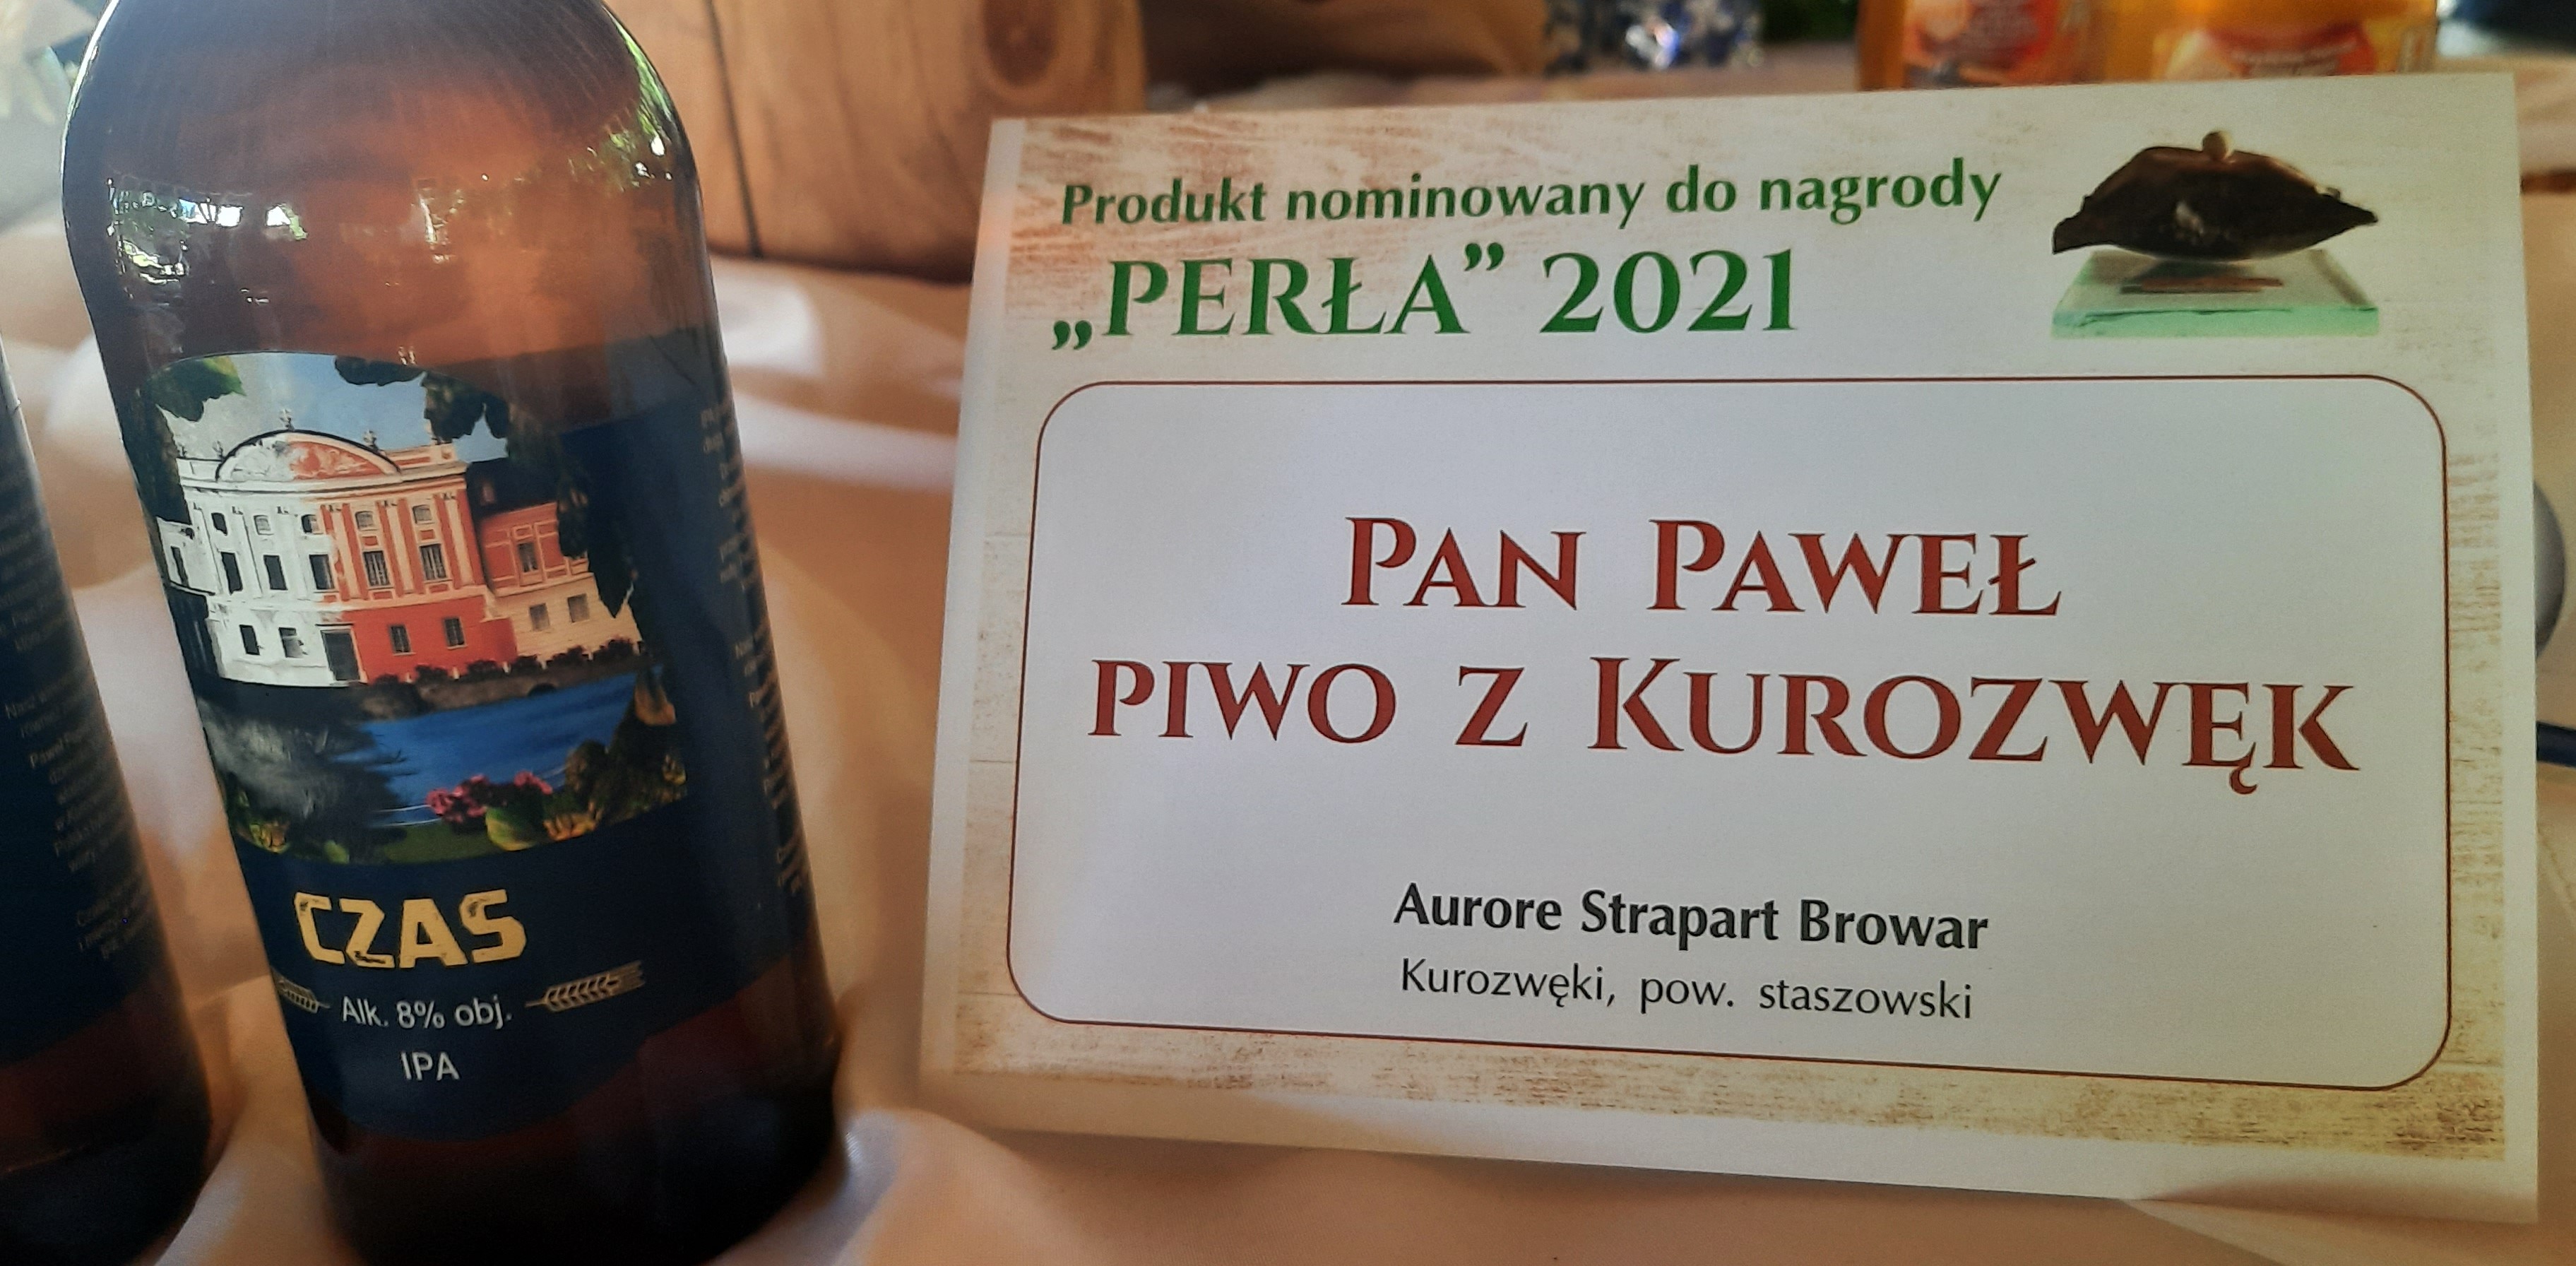 CZAS
Alk. 8% obj.
IPA
Produkt nominowany do nagrody
„PERŁA” 2021
PAN PAWEŁ
PIWO Z KUROZWĘK
Aurore Strapart Browar
Kurozwęki, pow. staszowski